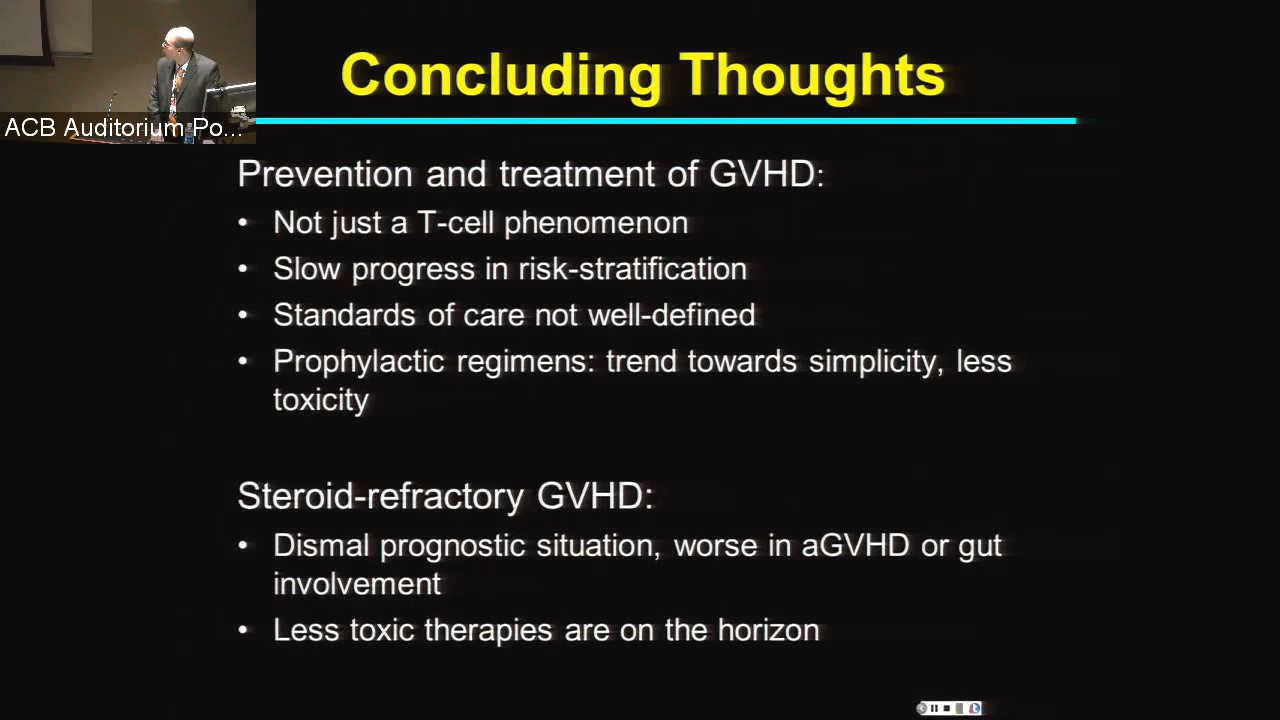 Concluding Thoughts
ACB Auditorium Po...
Prevention and treatment of GVHD:
• Not just a T-cell phenomenon
• Slow progress in risk-stratification
• Standards of care not well-defined
• Prophylactic regimens: trend towards simplicity, less
toxicity
Steroid-refractory GVHD:
• Dismal prognostic situation, worse in aGVHD or gut
involvement
• Less toxic therapies are on the horizon